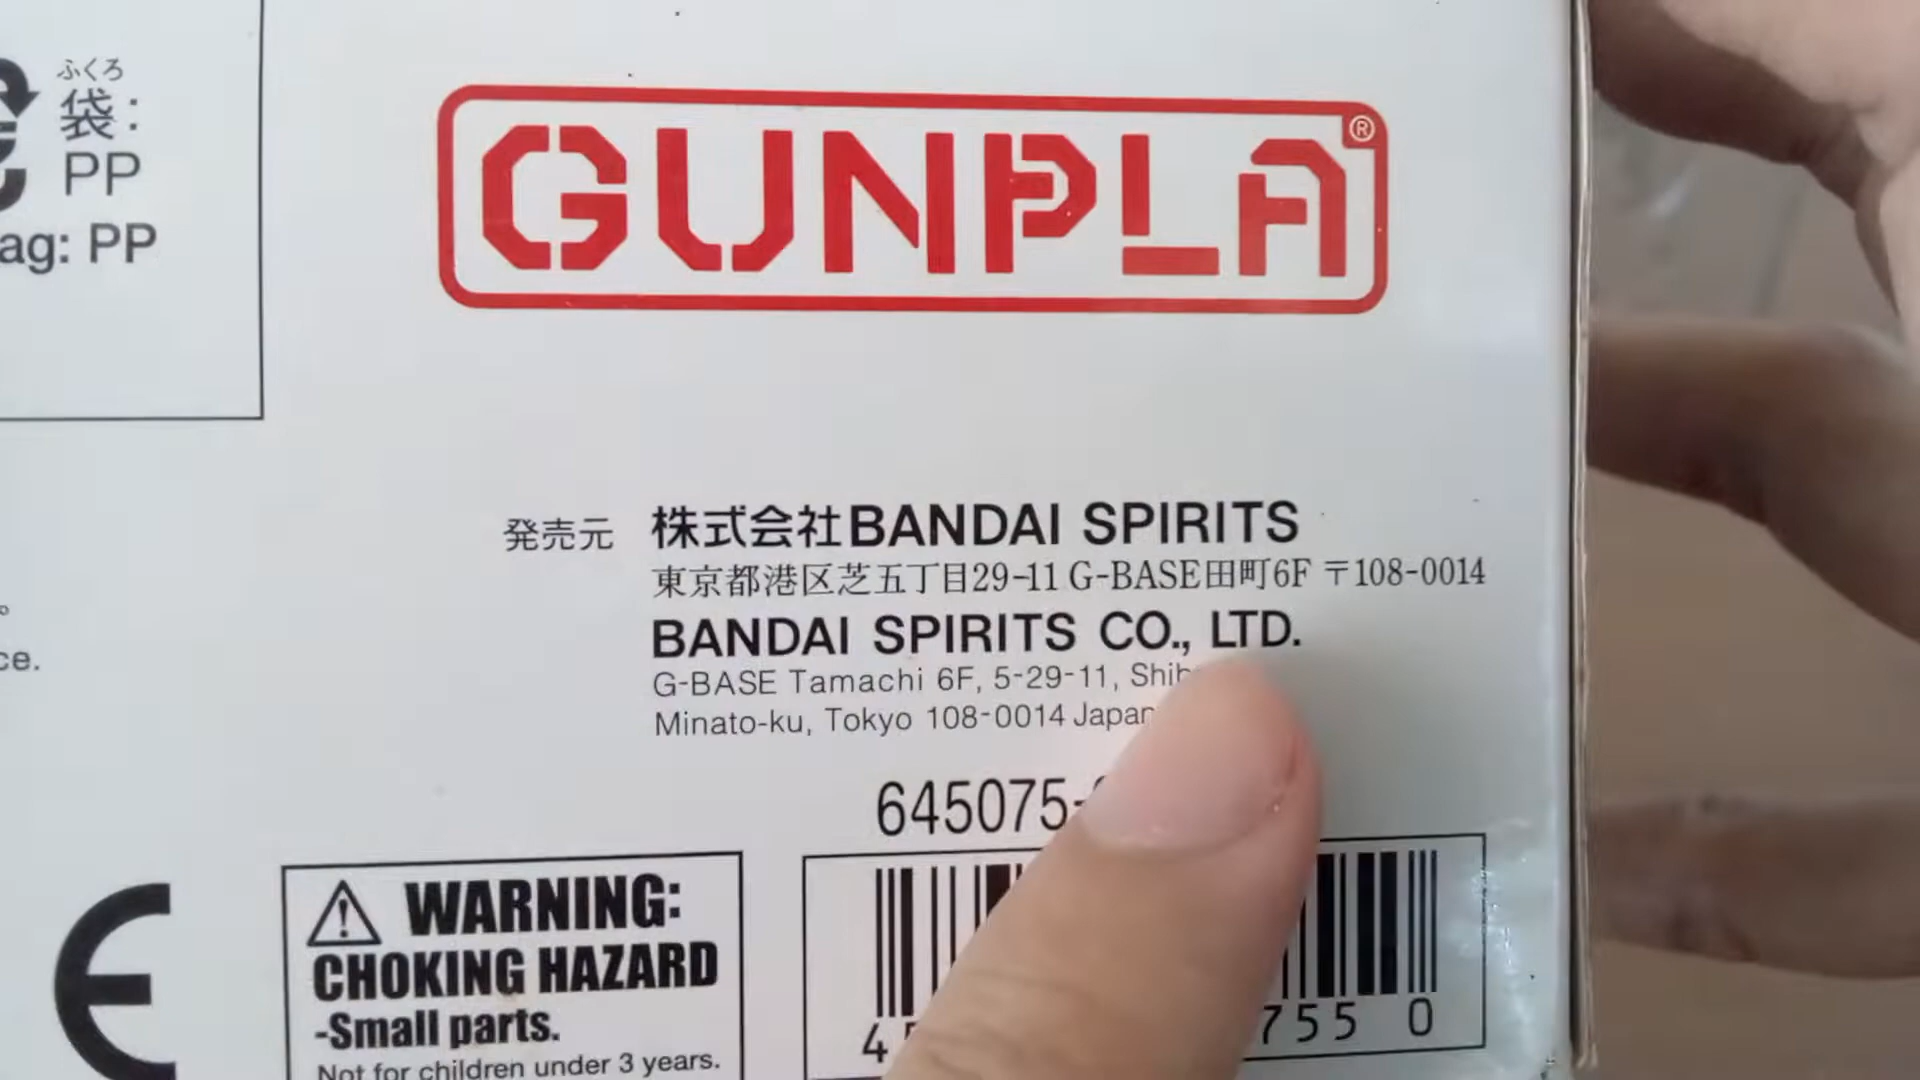 ふくろ
袋:
PP
ag: PP
GUNPLA®
発売元 株式会社BANDAI SPIRITS
東京都港区芝五丁目29-11 G-BASE田町6F 〒108-0014
BANDAI SPIRITS CO., LTD.
G-BASE Tamachi 6F, 5-29-11,
Minato-ku, Tokyo 108-0014 Japan
ce.
645075-
WARNING:
CHOKING HAZARD
-Small parts.
Not for children under 3 years.
4 755 0